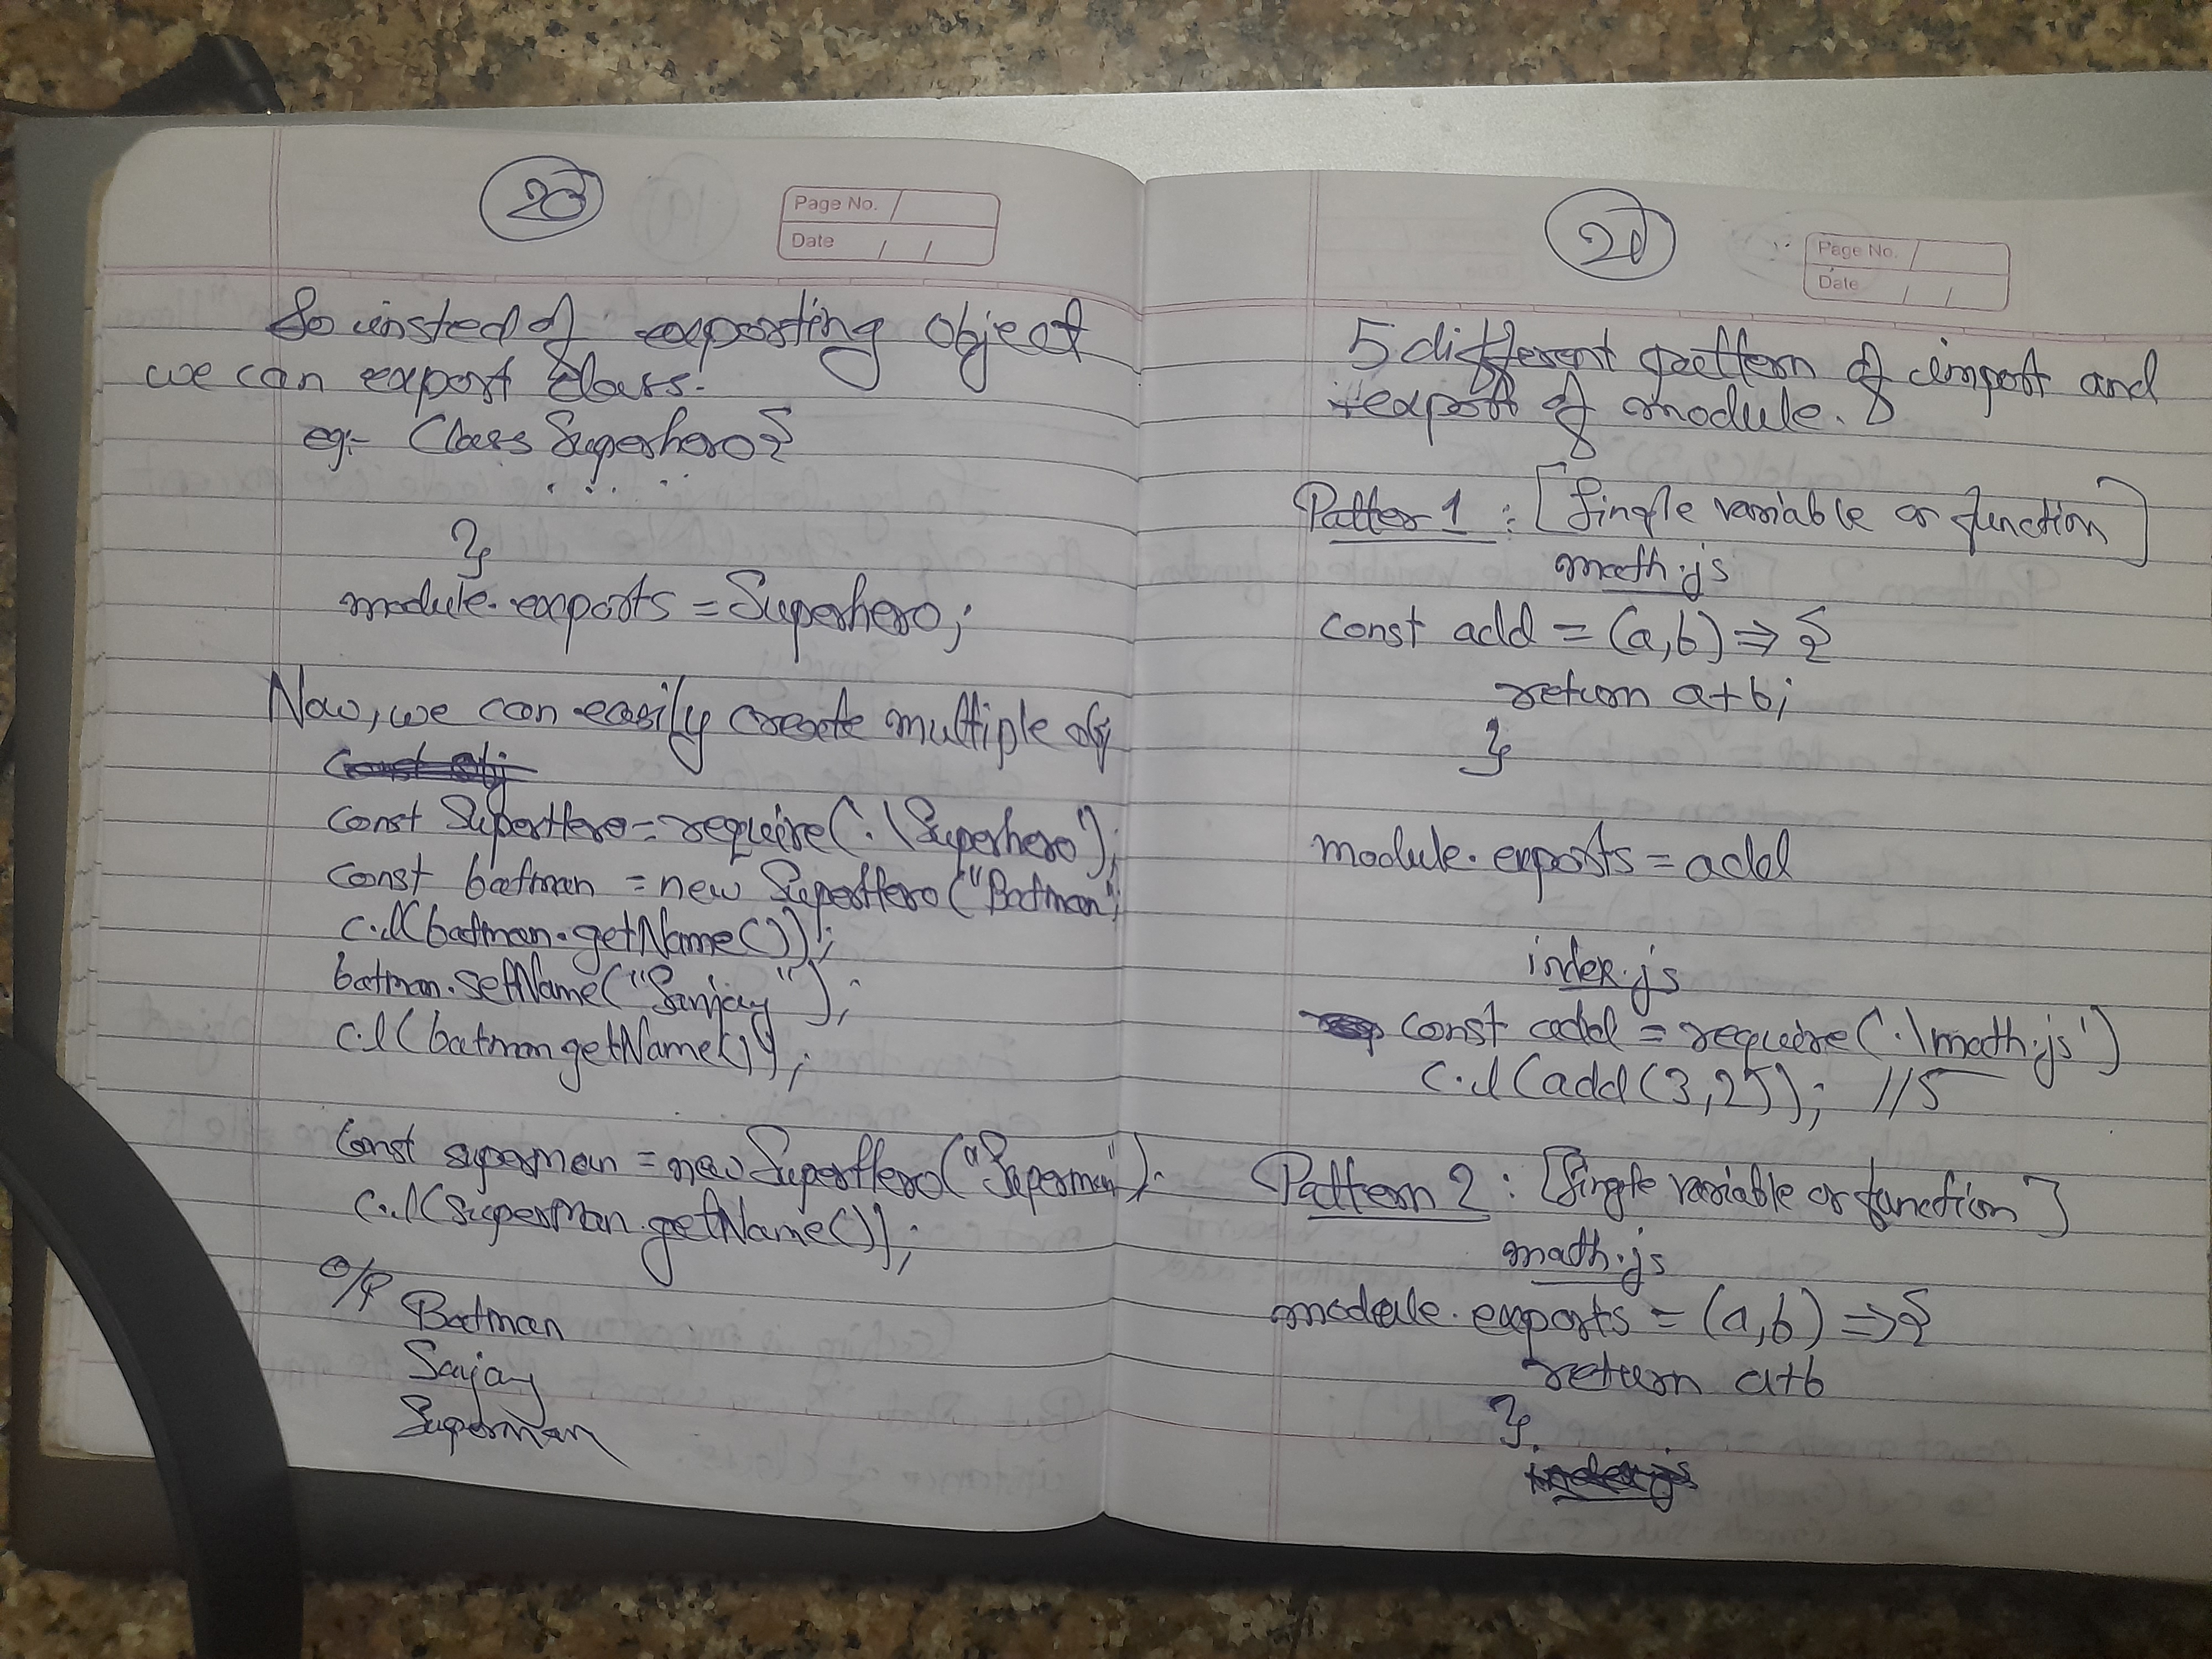 20
Page No.
Date
So instred of exporting object
we can export class.
eg:- Class Superhero {
. . . .
}
module.exports = Superhero;
Now, we can easily create multiple obj
const SuperHero = require(.\Superhero");
const batman = new SuperHero("Batman");
c.l(batman.getName());
batman.setName("Sanjay");
c.l(batman.getName());
const superman = new SuperHero("Superman");
c.l(superMan.getName());
O/P Batman
Sanjay
Superman
21
Page No.
Date
5 different pattern of import and
export of module.
Patter 1 : [Single variable or function]
math.js
const add = (a,b) => {
return a+b;
}
module.exports = add
index.js
const add = require(.\math.js')
c.l(add(3,2)); //5
Pattern 2 : [Single variable or function]
math.js
module.exports = (a,b) => {
return a+b
}